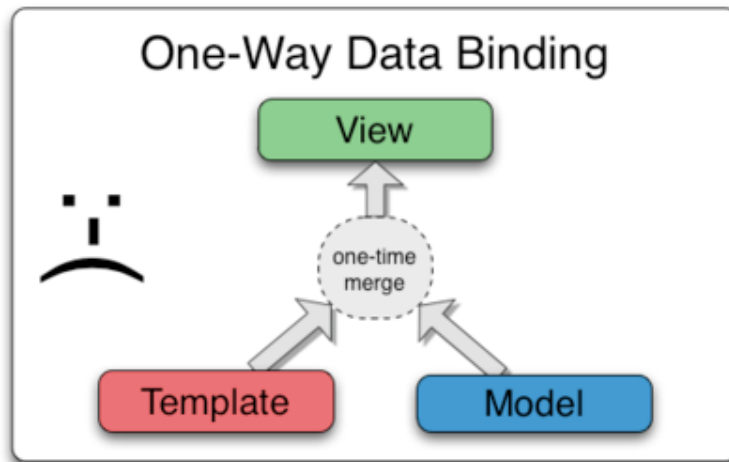 One-Way Data Binding
View
one-time
merge
Template
Model